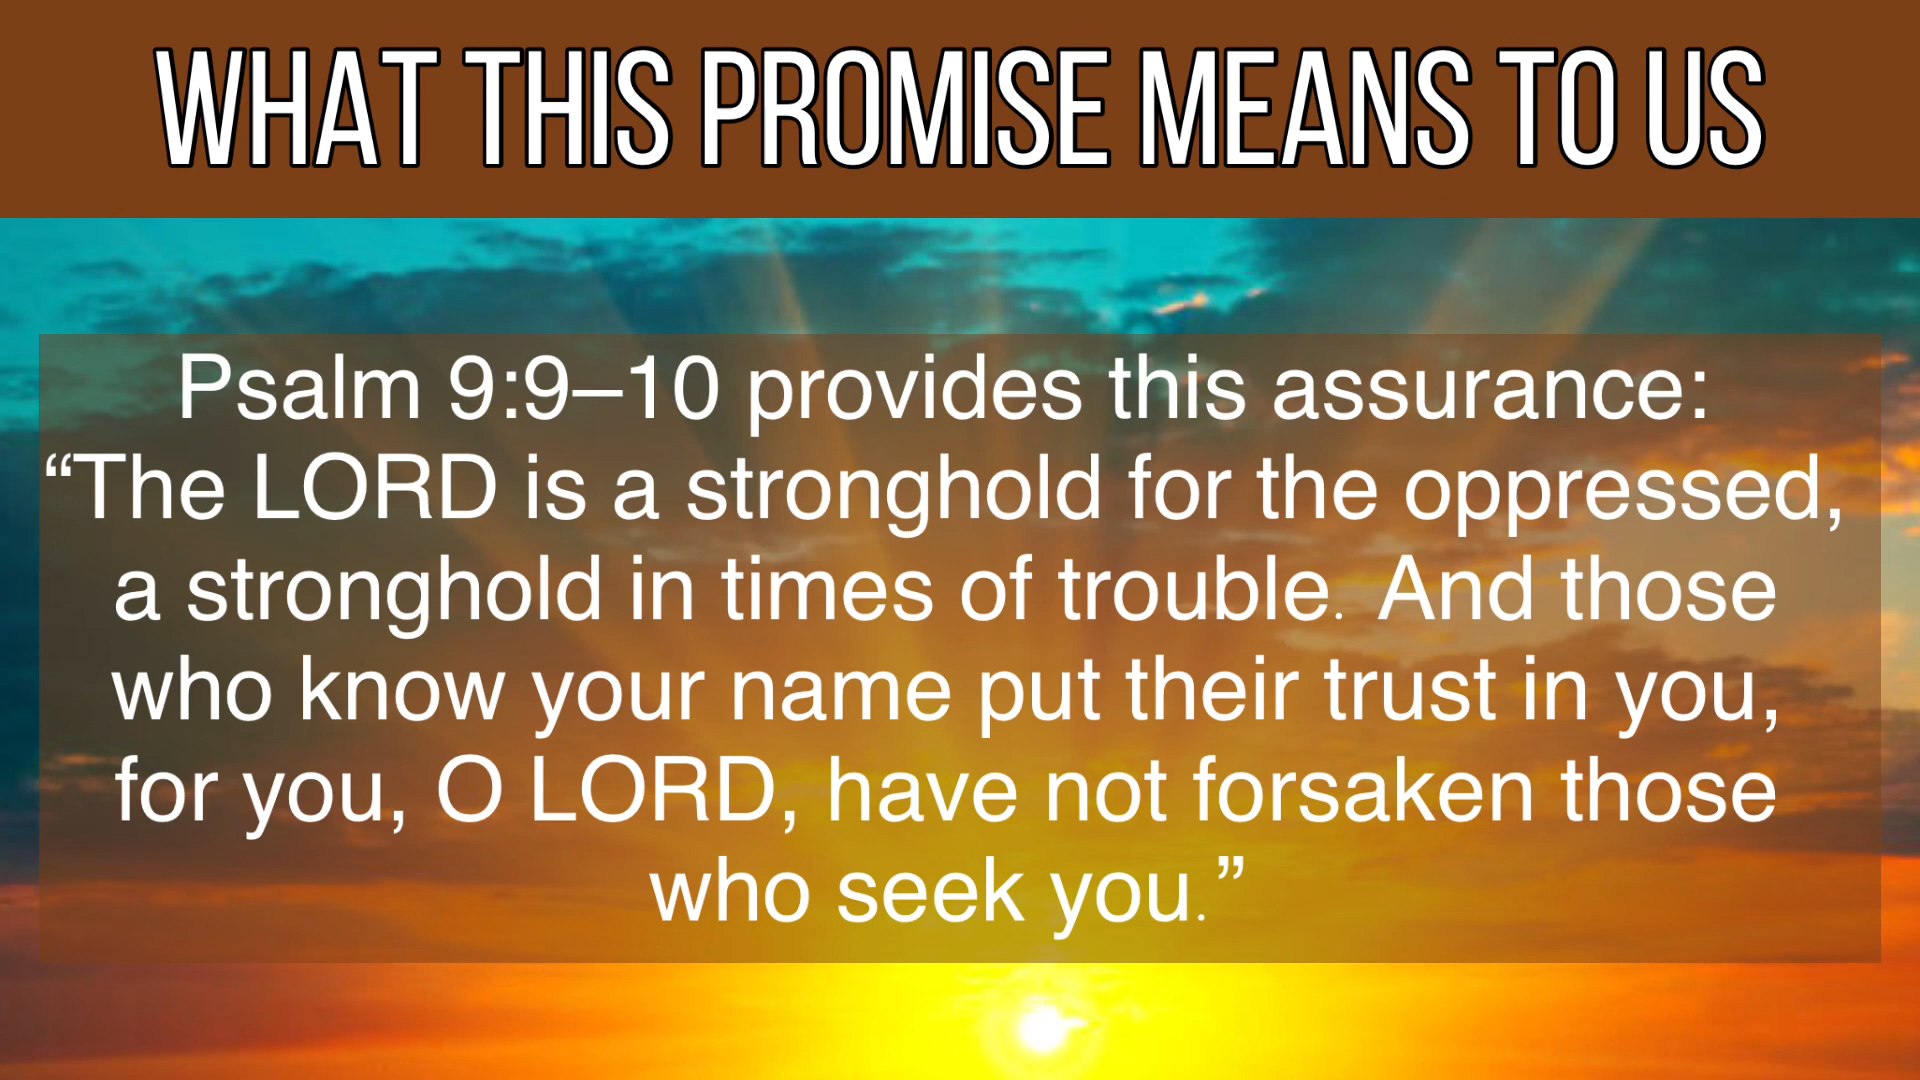 WHAT THIS PROMISE MEANS TO US
Psalm 9:9–10 provides this assurance:
“The LORD is a stronghold for the oppressed,
a stronghold in times of trouble. And those
who know your name put their trust in you,
for you, O LORD, have not forsaken those
who seek you.”